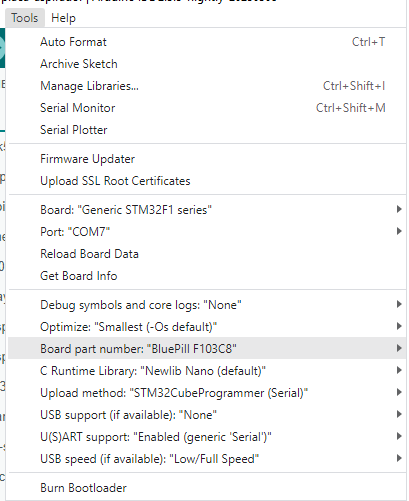 Tools Help
Auto Format Ctrl+T
Archive Sketch
Manage Libraries... Ctrl+Shift+I
Serial Monitor Ctrl+Shift+M
Serial Plotter
Firmware Updater
Upload SSL Root Certificates
Board: "Generic STM32F1 series"
Port: "COM7"
Reload Board Data
Get Board Info
Debug symbols and core logs: "None"
Optimize: "Smallest (-Os default)"
Board part number: "BluePill F103C8"
C Runtime Library: "Newlib Nano (default)"
Upload method: "STM32CubeProgrammer (Serial)"
USB support (if available): "None"
U(S)ART support: "Enabled (generic 'Serial')"
USB speed (if available): "Low/Full Speed"
Burn Bootloader